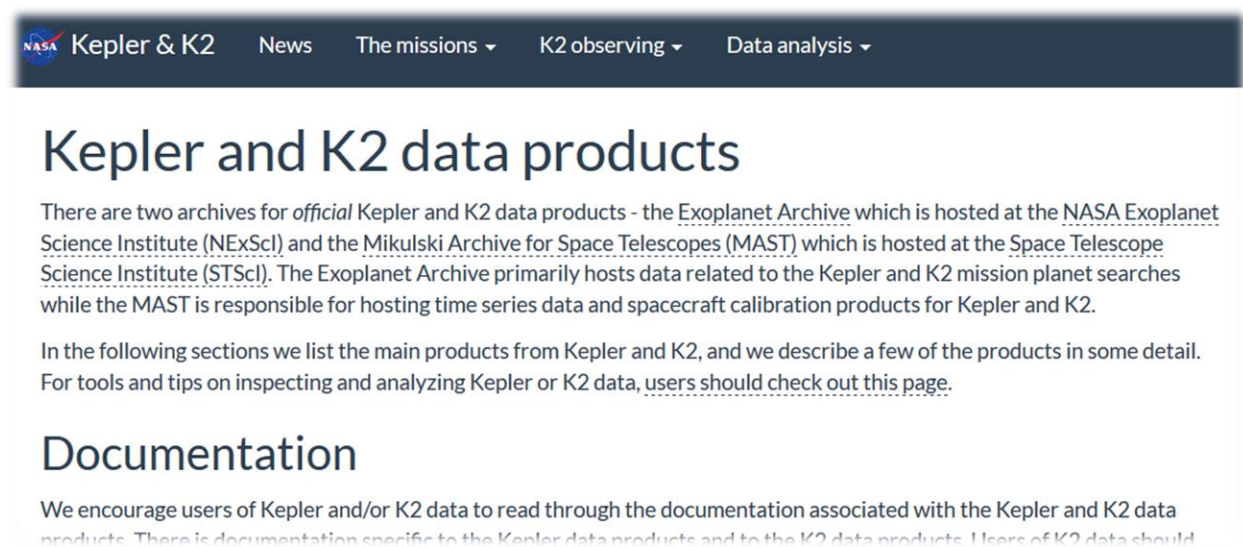 NASA Kepler & K2 News The missions K2 observing Data analysis
Kepler and K2 data products
There are two archives for official Kepler and K2 data products - the Exoplanet Archive which is hosted at the NASA Exoplanet
Science Institute (NExScI) and the Mikulski Archive for Space Telescopes (MAST) which is hosted at the Space Telescope
Science Institute (STScI). The Exoplanet Archive primarily hosts data related to the Kepler and K2 mission planet searches
while the MAST is responsible for hosting time series data and spacecraft calibration products for Kepler and K2.
In the following sections we list the main products from Kepler and K2, and we describe a few of the products in some detail.
For tools and tips on inspecting and analyzing Kepler or K2 data, users should check out this page.
Documentation
We encourage users of Kepler and/or K2 data to read through the documentation associated with the Kepler and K2 data
products. There is documentation specific to the Kepler data products and to the K2 data products. Users of K2 data should